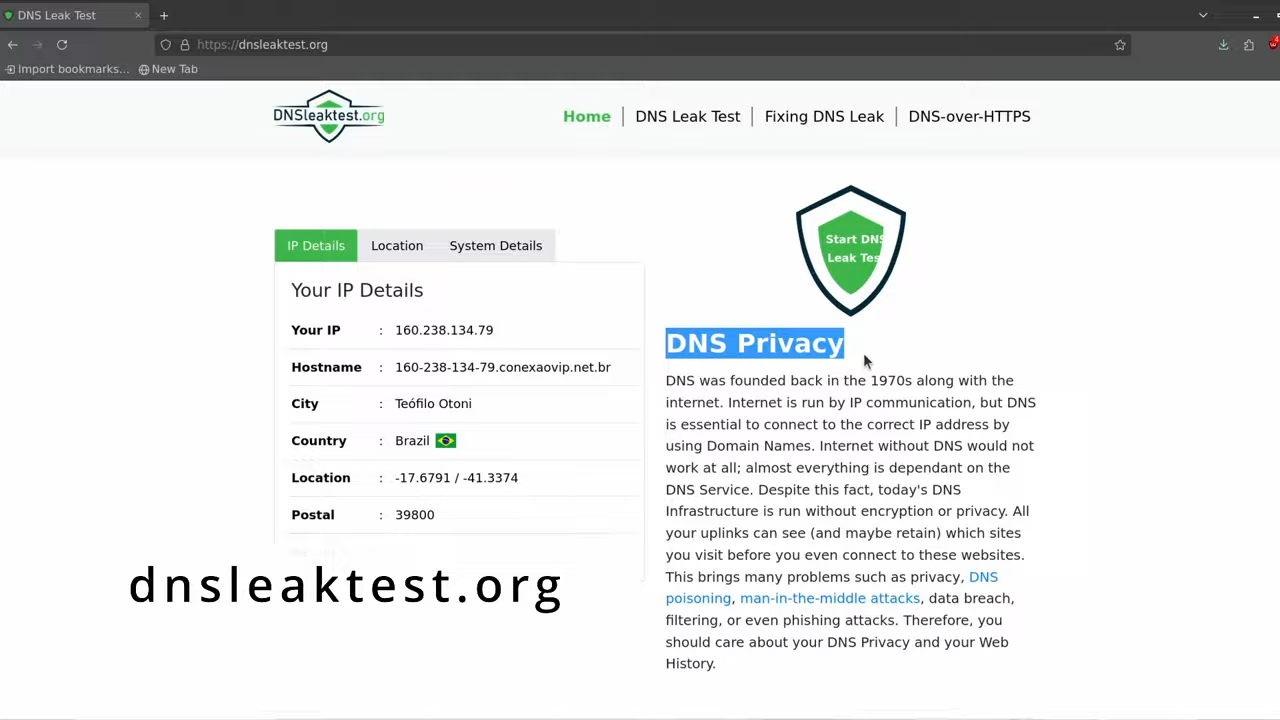 DNS Leak Test
https://dnsleaktest.org
Import bookmarks...
New Tab
4
DNSleaktest.org
Home
DNS Leak Test
Fixing DNS Leak
DNS-over-HTTPS
IP Details
Location
System Details
Your IP Details
Your IP : 160.238.134.79
Hostname : 160-238-134-79.conexaovip.net.br
City : Teófilo Otoni
Country : Brazil
Location : -17.6791 / -41.3374
Postal : 39800
dnsleaktest.org
Start DNS
Leak Tes
DNS Privacy
DNS was founded back in the 1970s along with the
internet. Internet is run by IP communication, but DNS
is essential to connect to the correct IP address by
using Domain Names. Internet without DNS would not
work at all; almost everything is dependant on the
DNS Service. Despite this fact, today's DNS
Infrastructure is run without encryption or privacy. All
your uplinks can see (and maybe retain) which sites
you visit before you even connect to these websites.
This brings many problems such as privacy, DNS
poisoning, man-in-the-middle attacks, data breach,
filtering, or even phishing attacks. Therefore, you
should care about your DNS Privacy and your Web
History.